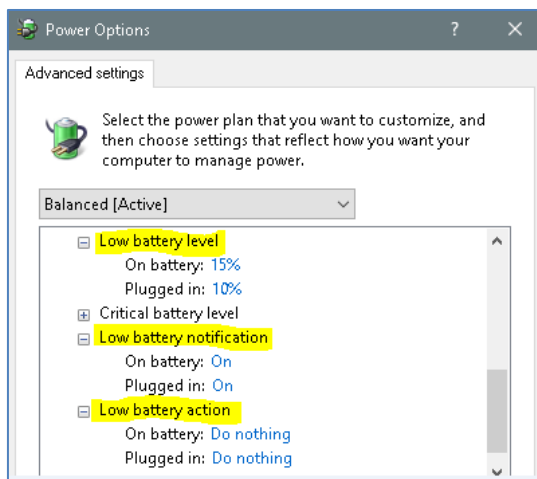 Power Options
Advanced settings
Select the power plan that you want to customize, and
then choose settings that reflect how you want your
computer to manage power.
Balanced [Active]
Low battery level
On battery: 15%
Plugged in: 10%
Critical battery level
Low battery notification
On battery: On
Plugged in: On
Low battery action
On battery: Do nothing
Plugged in: Do nothing